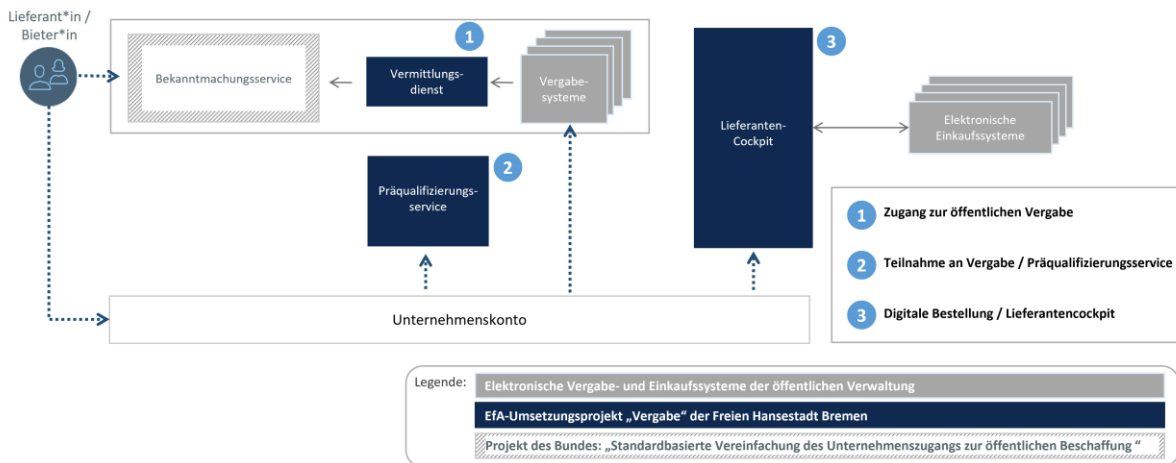 Lieferant*in /
Bieter*in
1
3
Bekanntmachungsservice
Vermittlungs-
dienst
Vergabe-
systeme
Lieferanten-
Cockpit
Elektronische
Einkaufssysteme
2
Präqualifizierungs-
service
1 Zugang zur öffentlichen Vergabe
2 Teilnahme an Vergabe / Präqualifizierungsservice
3 Digitale Bestellung / Lieferantencockpit
Unternehmenskonto
Legende:
Elektronische Vergabe- und Einkaufssysteme der öffentlichen Verwaltung
EfA-Umsetzungsprojekt „Vergabe“ der Freien Hansestadt Bremen
Projekt des Bundes: „Standardbasierte Vereinfachung des Unternehmenszugangs zur öffentlichen Beschaffung “